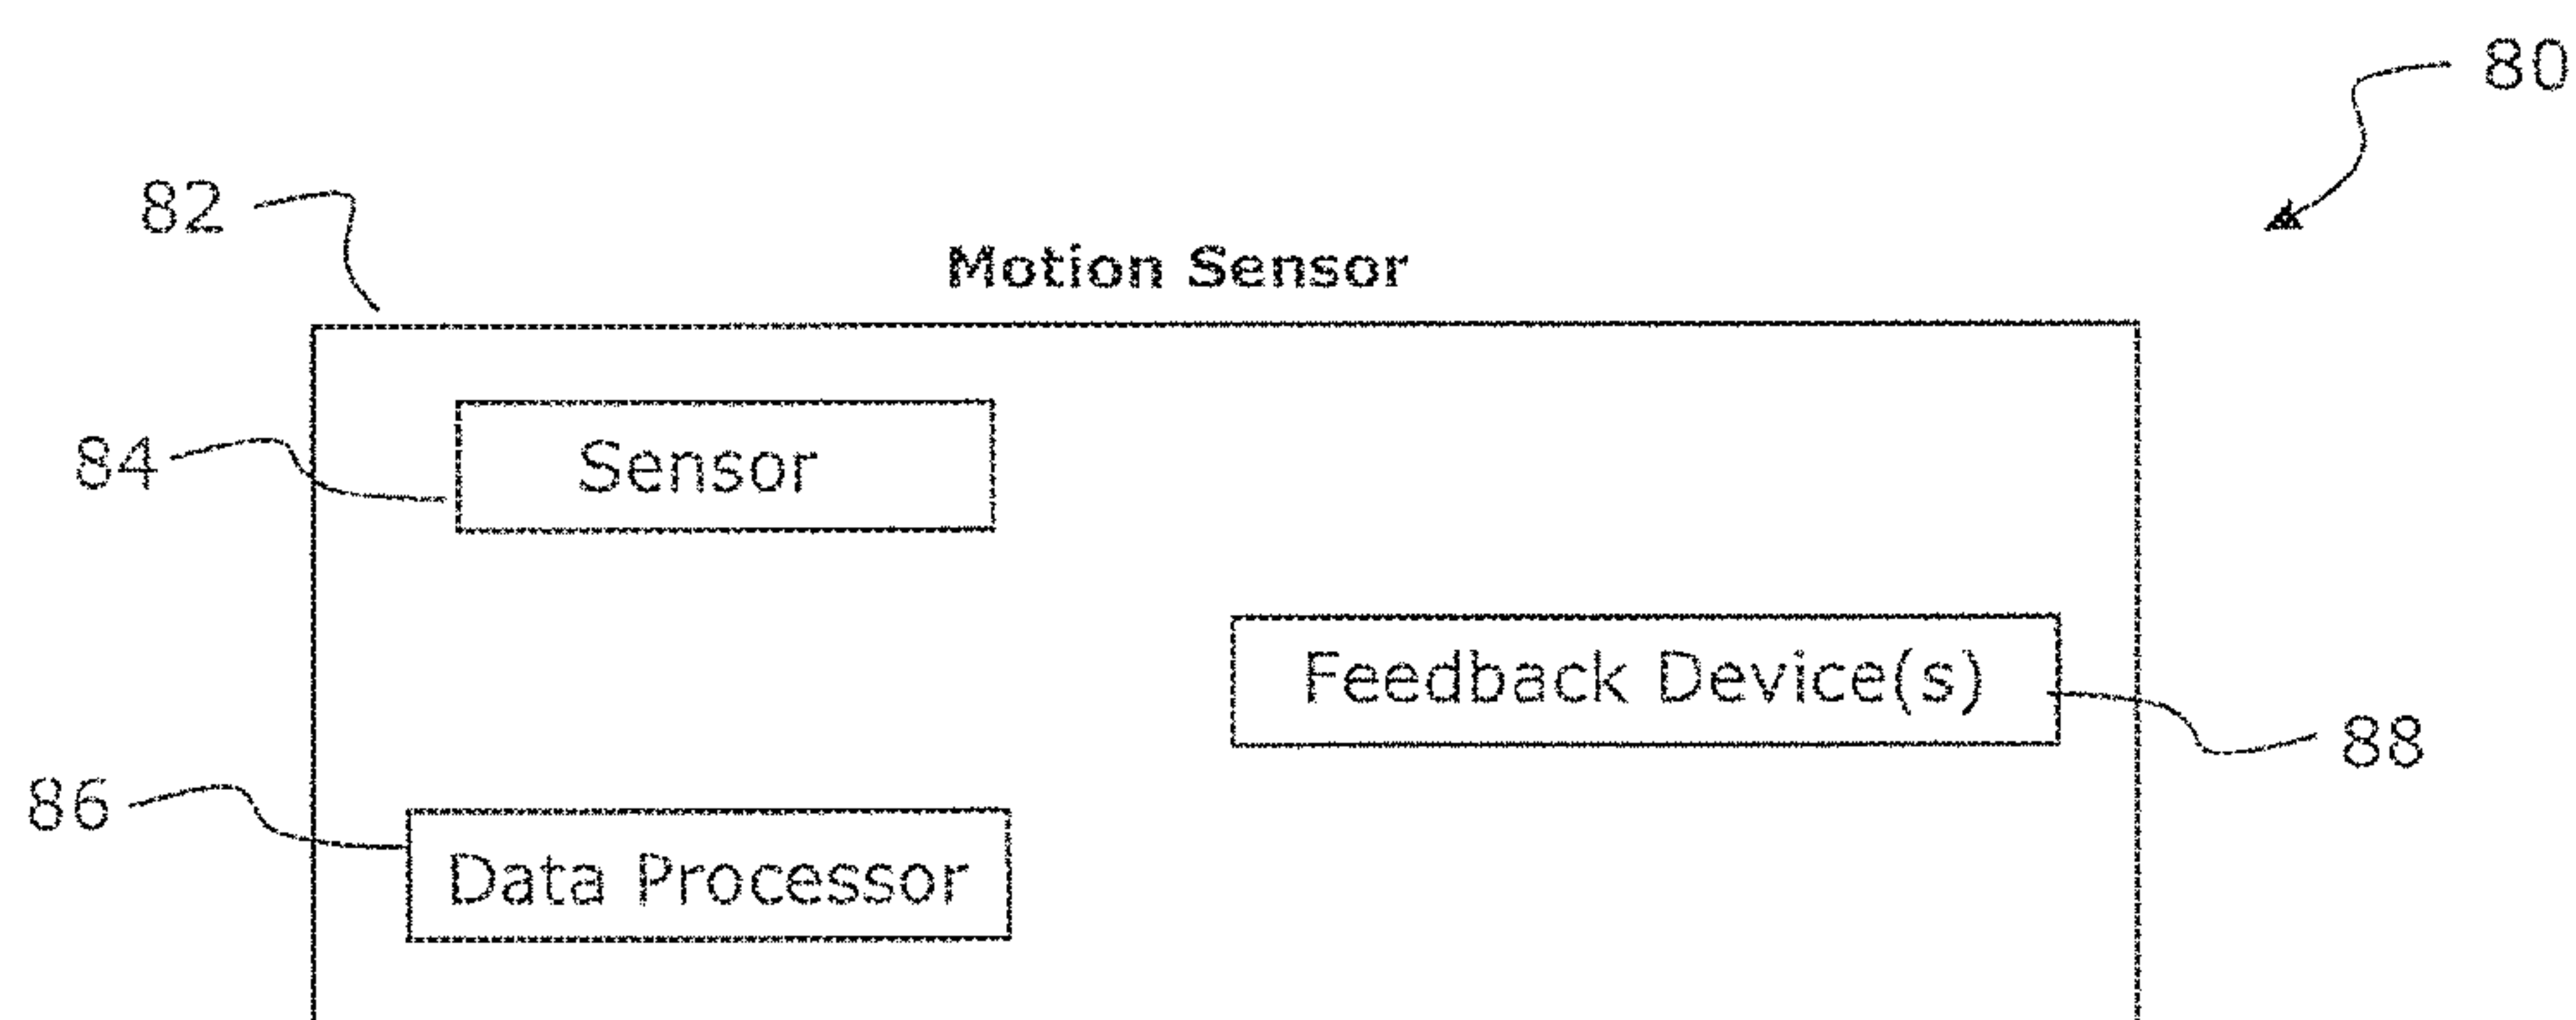 80
82
Motion Sensor
84
Sensor
Feedback Device(s)
88
86
Data Processor